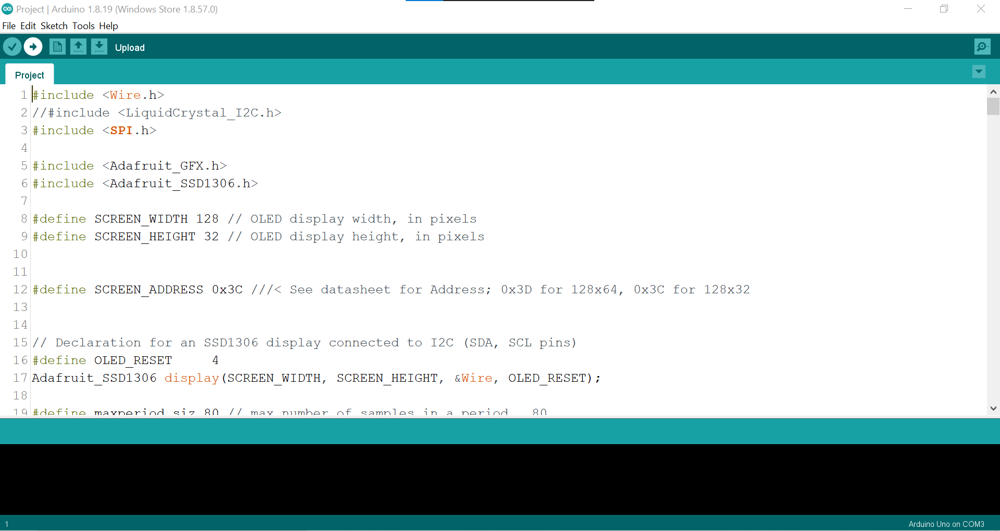 Project | Arduino 1.8.19 (Windows Store 1.8.57.0)
File Edit Sketch Tools Help
Upload
Project
1 #include <Wire.h>
2 //#include <LiquidCrystal_I2C.h>
3 #include <SPI.h>
4
5 #include <Adafruit_GFX.h>
6 #include <Adafruit_SSD1306.h>
7
8 #define SCREEN_WIDTH 128 // OLED display width, in pixels
9 #define SCREEN_HEIGHT 32 // OLED display height, in pixels
10
11
12 #define SCREEN_ADDRESS 0x3C ///< See datasheet for Address; 0x3D for 128x64, 0x3C for 128x32
13
14
15 // Declaration for an SSD1306 display connected to I2C (SDA, SCL pins)
16 #define OLED_RESET     4
17 Adafruit_SSD1306 display(SCREEN_WIDTH, SCREEN_HEIGHT, &Wire, OLED_RESET);
18
19 #define maxperiod_siz 80 // max number of samples in a period   80
1
Arduino Uno on COM3